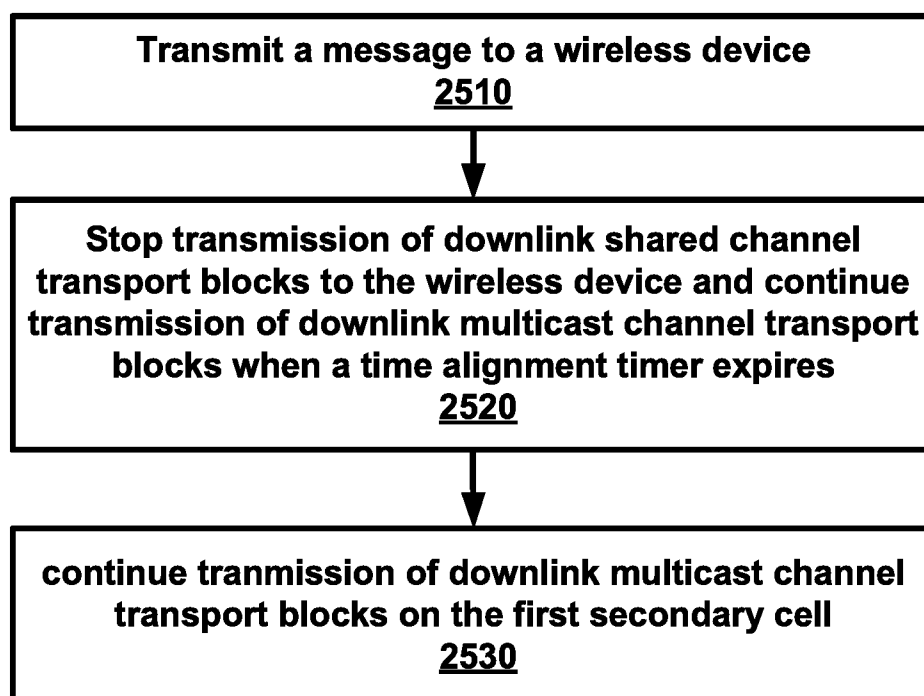 Transmit a message to a wireless device
2510
Stop transmission of downlink shared channel
transport blocks to the wireless device and continue
transmission of downlink multicast channel transport
blocks when a time alignment timer expires
2520
continue tranmission of downlink multicast channel
transport blocks on the first secondary cell
2530